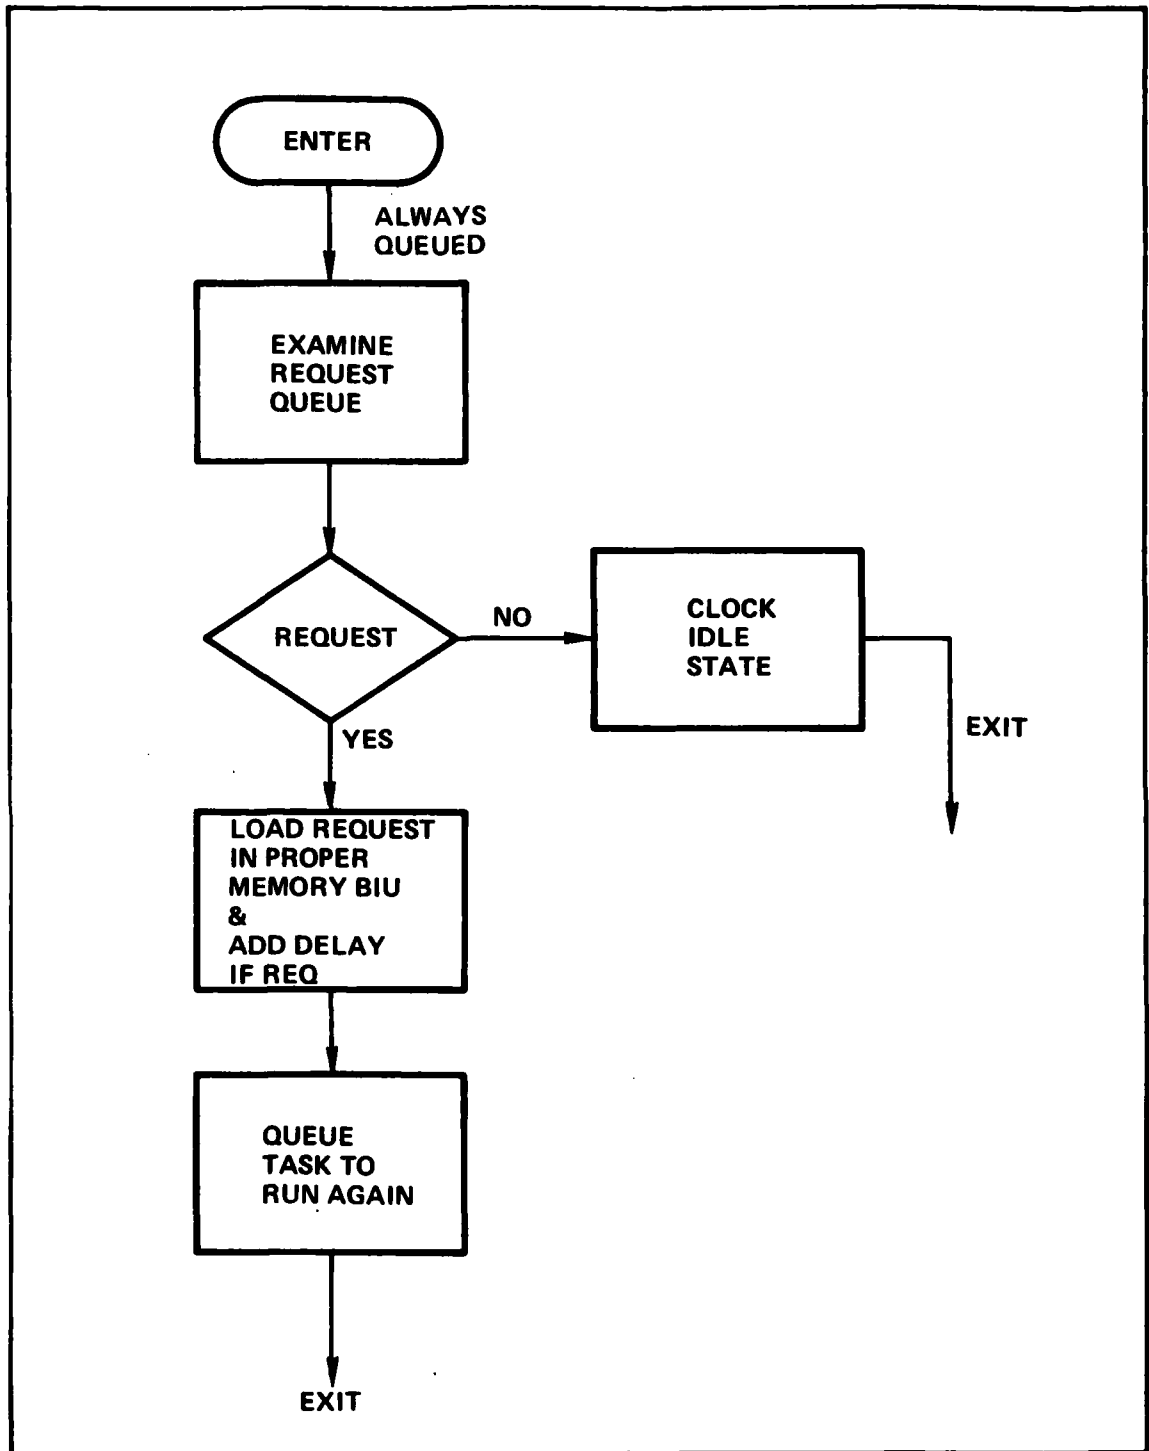 ENTER
ALWAYS
QUEUED
EXAMINE
REQUEST
QUEUE
REQUEST
NO
CLOCK
IDLE
STATE
EXIT
YES
LOAD REQUEST
IN PROPER
MEMORY BIU
&
ADD DELAY
IF REQ
QUEUE
TASK TO
RUN AGAIN
EXIT